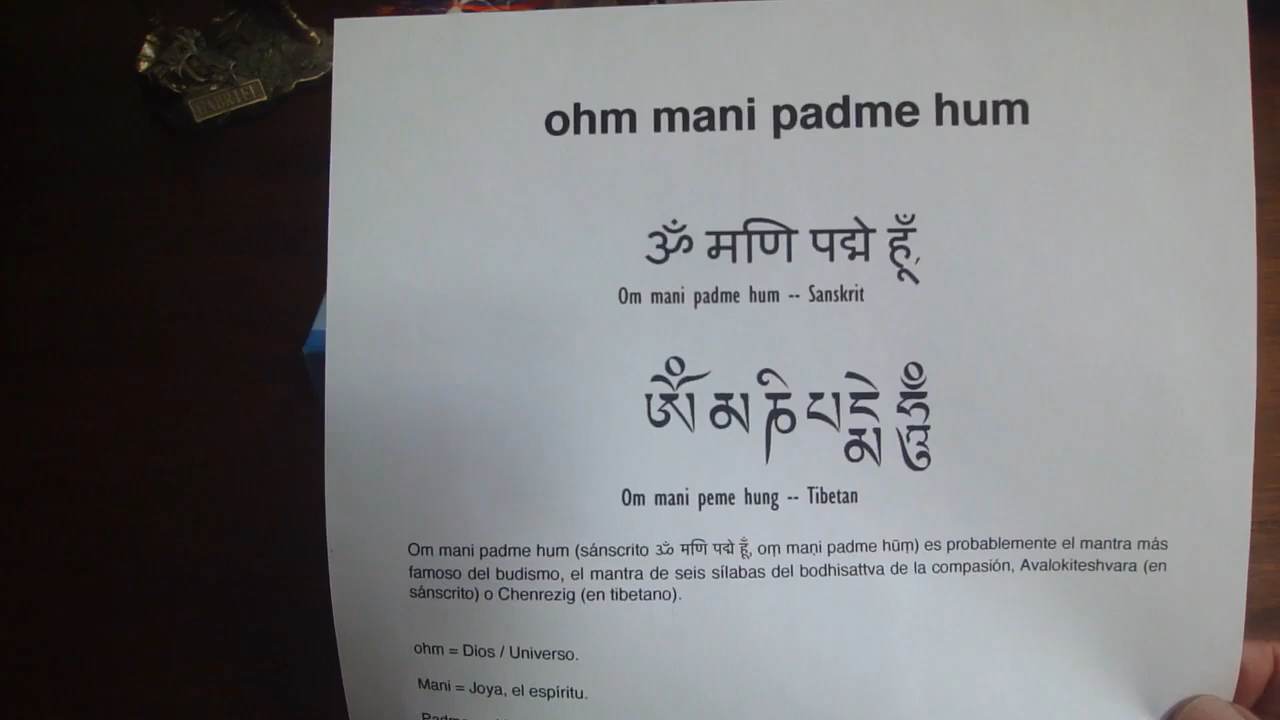 GABRIEL
ohm mani padme hum
ॐ मणि पद्मे हूँ,
Om mani padme hum -- Sanskrit
ཨོཾ མ ཎི པ དྨེ ཧཱུྃ
Om mani peme hung -- Tibetan
Om mani padme hum (sánscrito ॐ मणि पद्मे हूँ, oṃ maṇi padme hūṃ) es probablemente el mantra más
famoso del budismo, el mantra de seis sílabas del bodhisattva de la compasión, Avalokiteshvara (en
sánscrito) o Chenrezig (en tibetano).
ohm = Dios / Universo.
Mani = Joya, el espíritu.